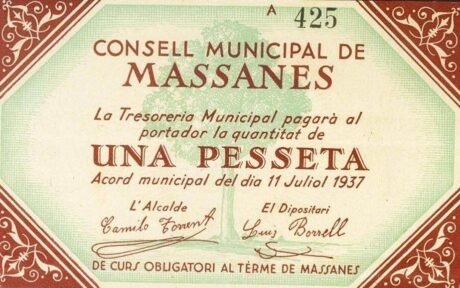 A 425
CONSELL MUNICIPAL DE
MASSANES
La Tresoreria Municipal pagarà al
portador la quantitat de
UNA PESSETA
Acord municipal del dia 11 Juliol 1937
L'Alcalde El Dipositari
Camilo Torrent Luis Borrell
DE CURS OBLIGATORI AL TÉRME DE MASSANES